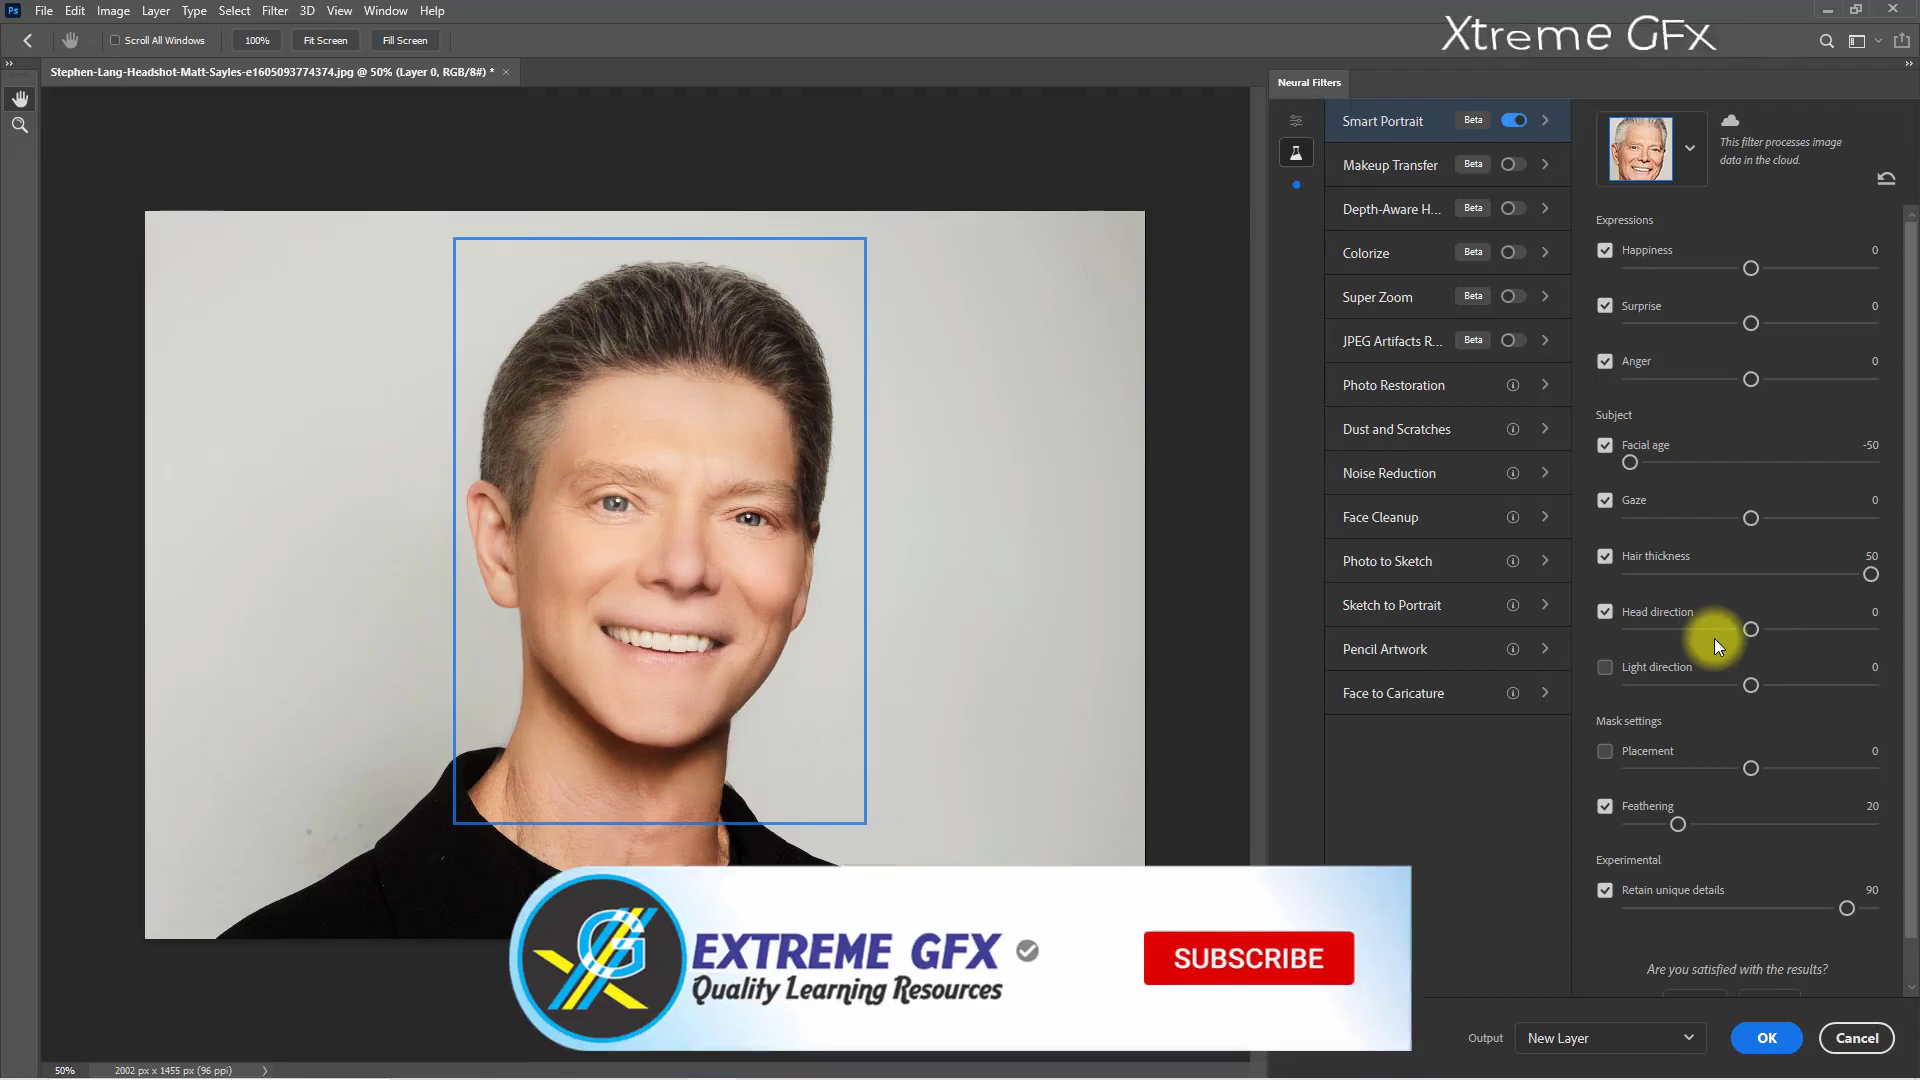 Ps File Edit Image Layer Type Select Filter 3D View Window Help
Xtreme GFx
Scroll All Windows 100% Fit Screen Fill Screen
Stephen-Lang-Headshot-Matt-Sayles-e1605093774374.jpg @ 50% (Layer 0, RGB/8#) * ×
Neural Filters
Smart Portrait Beta
Makeup Transfer Beta
Depth-Aware H... Beta
Colorize Beta
Super Zoom Beta
JPEG Artifacts R... Beta
Photo Restoration
Dust and Scratches
Noise Reduction
Face Cleanup
Photo to Sketch
Sketch to Portrait
Pencil Artwork
Face to Caricature
This filter processes image
data in the cloud.
Expressions
Happiness 0
Surprise 0
Anger 0
Subject
Facial age -50
Gaze 0
Hair thickness 50
Head direction 0
Light direction 0
Mask settings
Placement 0
Feathering 20
Experimental
Retain unique details 90
Are you satisfied with the results?
G
X
EXTREME GFX
Quality Learning Resources
SUBSCRIBE
Output New Layer OK Cancel
50% 2002 px x 1455 px (96 ppi)